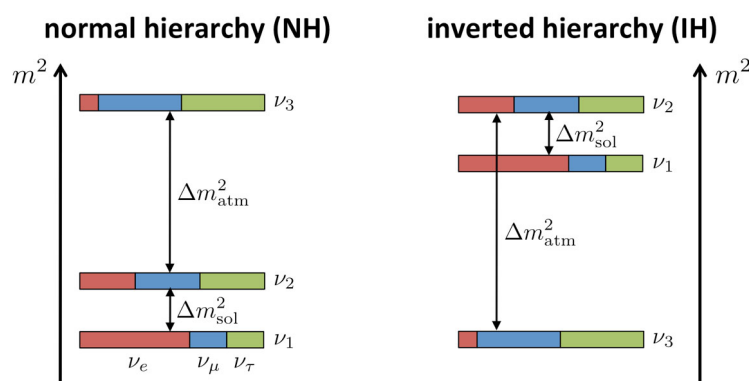 normal hierarchy (NH)
m²
ν₃
Δm²atm
ν₂
Δm²sol
ν₁
νe νμ ντ
inverted hierarchy (IH)
m²
ν₂
Δm²sol
ν₁
Δm²atm
ν₃